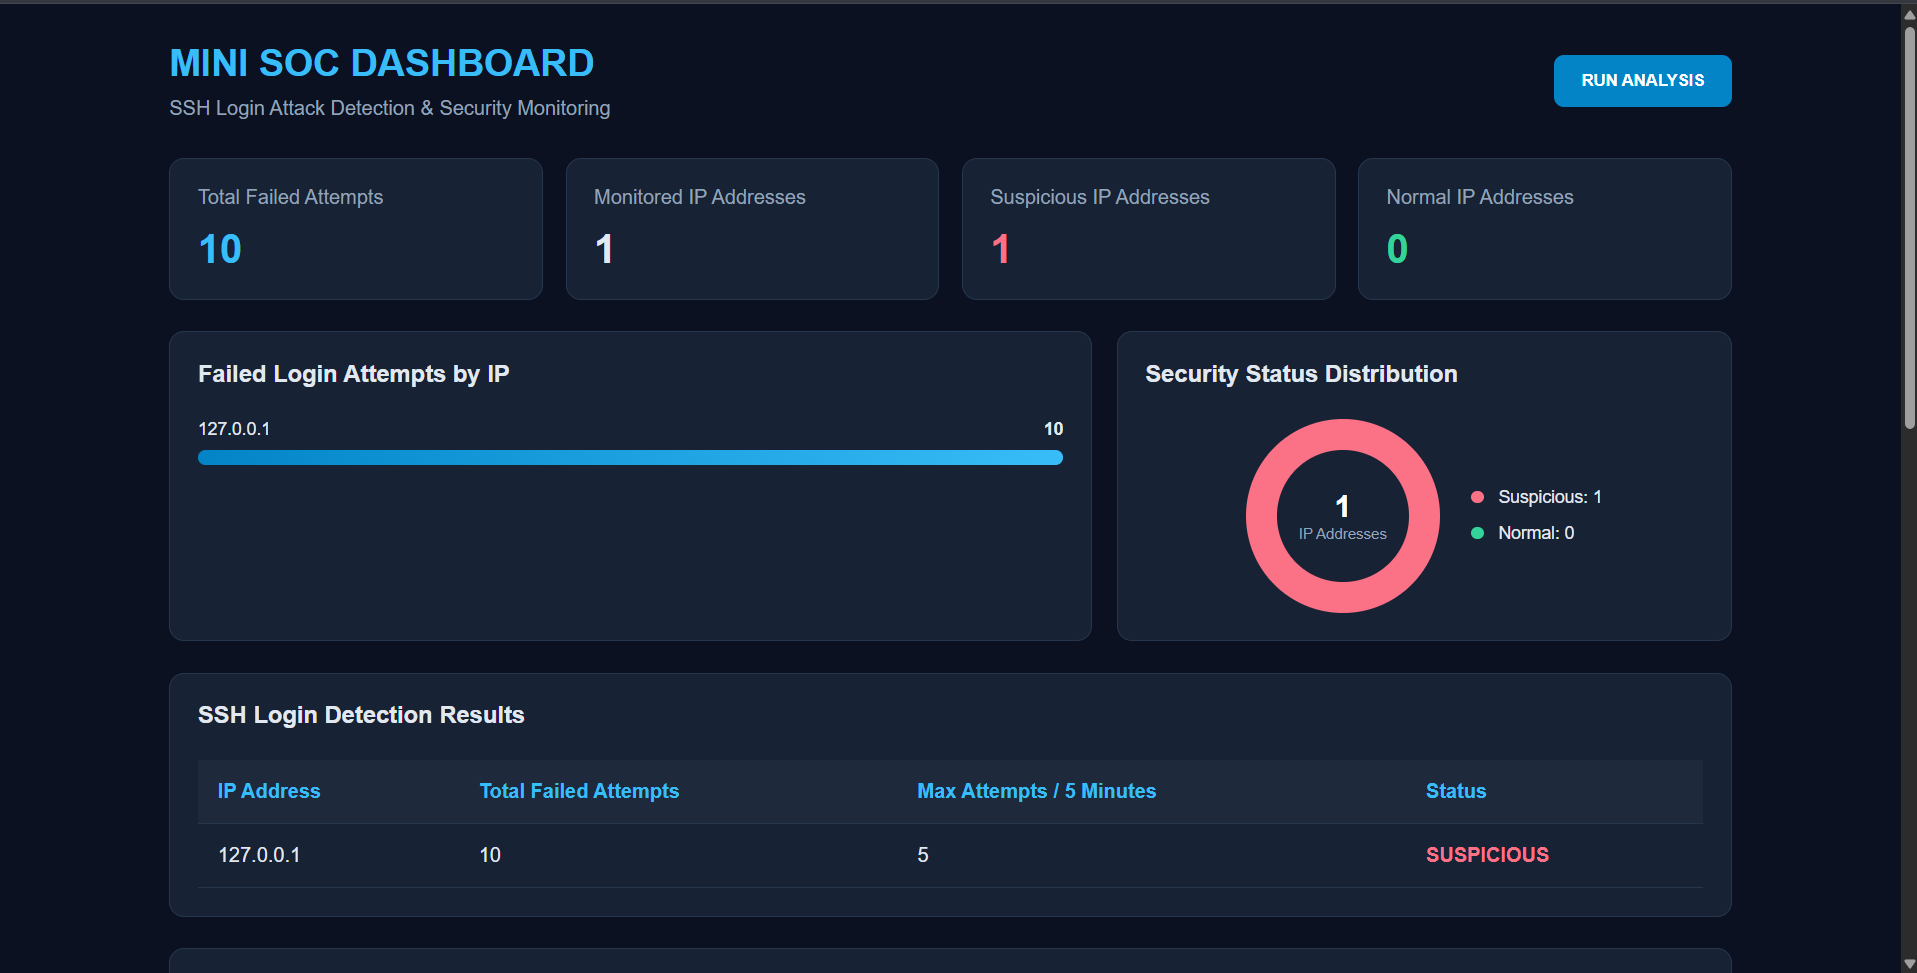 MINI SOC DASHBOARD
SSH Login Attack Detection & Security Monitoring
RUN ANALYSIS
Total Failed Attempts
10
Monitored IP Addresses
1
Suspicious IP Addresses
1
Normal IP Addresses
0
Failed Login Attempts by IP
127.0.0.1 10
Security Status Distribution
1
IP Addresses
Suspicious: 1
Normal: 0
SSH Login Detection Results
IP Address Total Failed Attempts Max Attempts / 5 Minutes Status
127.0.0.1 10 5 SUSPICIOUS